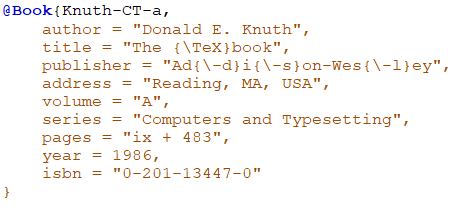 @Book{Knuth-CT-a,
    author = "Donald E. Knuth",
    title = "The {\TeX}book",
    publisher = "Ad{\-d}i{\-s}on-Wes{\-l}ey",
    address = "Reading, MA, USA",
    volume = "A",
    series = "Computers and Typesetting",
    pages = "ix + 483",
    year = 1986,
    isbn = "0-201-13447-0"
}